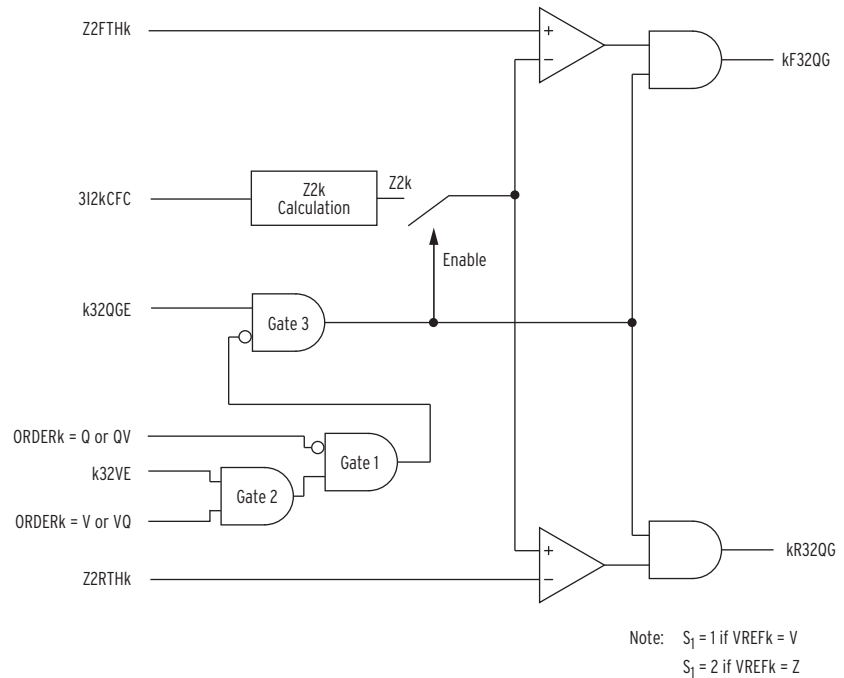 Z2FTHk
+
−
kF32QG
3I2kCFC
Z2k
Calculation
Z2k
Enable
k32QGE
Gate 3
ORDERk = Q or QV
Gate 1
k32VE
Gate 2
ORDERk = V or VQ
Z2RTHk
+
−
kR32QG
Note: S₁ = 1 if VREFk = V
S₁ = 2 if VREFk = Z